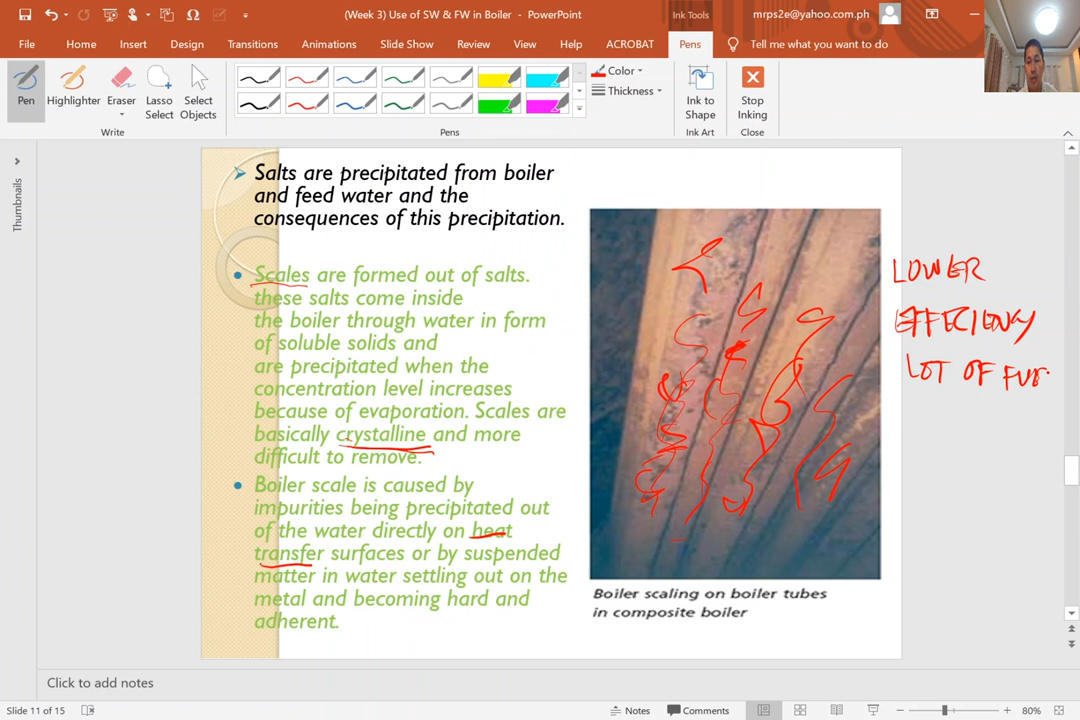 (Week 3) Use of SW & FW in Boiler - PowerPoint
Ink Tools
mrps2e@yahoo.com.ph
File Home Insert Design Transitions Animations Slide Show Review View Help ACROBAT Pens Tell me what you want to do
Pen Highlighter Eraser Lasso Select Select Objects
Color
Thickness
Ink to Shape
Stop Inking
Write Pens Ink Art Close
Thumbnails
Salts are precipitated from boiler
and feed water and the
consequences of this precipitation.
Scales are formed out of salts.
these salts come inside
the boiler through water in form
of soluble solids and
are precipitated when the
concentration level increases
because of evaporation. Scales are
basically crystalline and more
difficult to remove.
Boiler scale is caused by
impurities being precipitated out
of the water directly on heat
transfer surfaces or by suspended
matter in water settling out on the
metal and becoming hard and
adherent.
Boiler scaling on boiler tubes
in composite boiler
LOWER
EFFECIENCY
LOT OF
Click to add notes
Slide 11 of 15
Notes Comments 80%